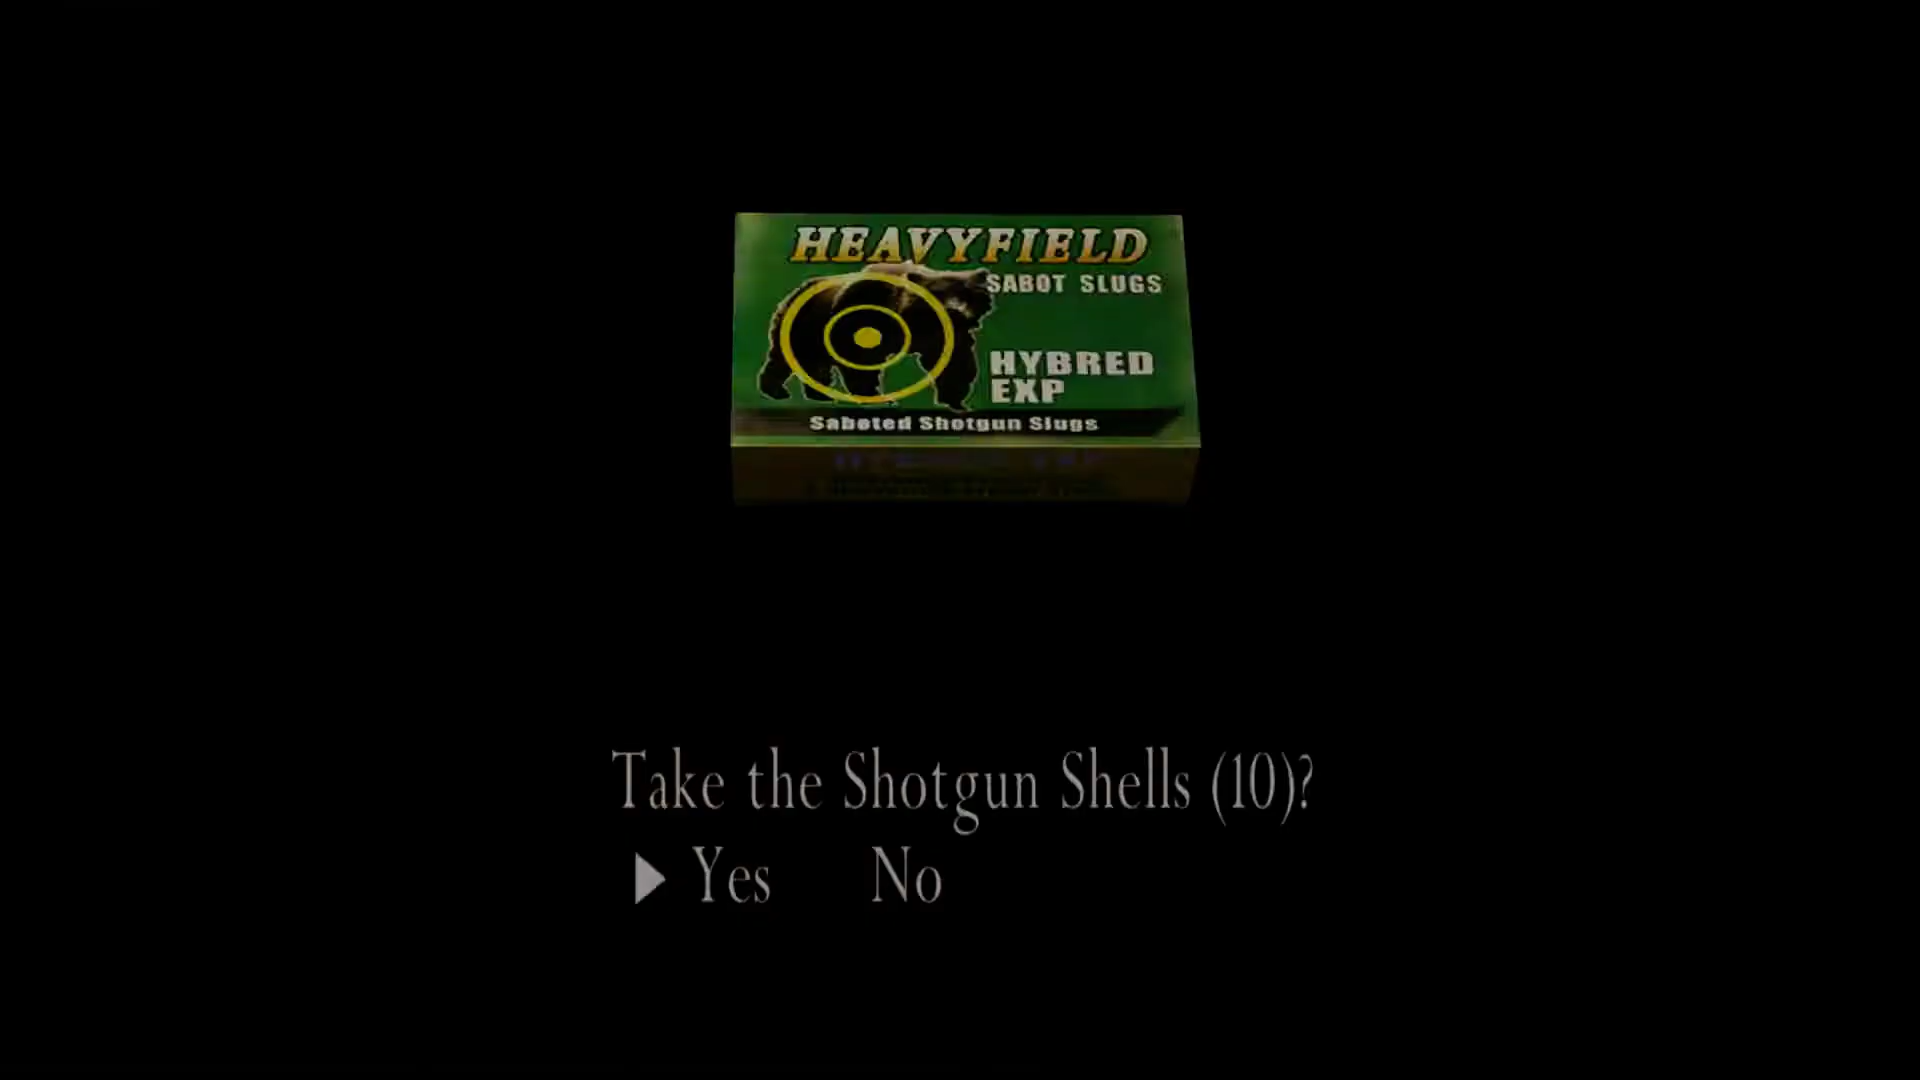 HEAVYFIELD
SABOT SLUGS
HYBRED
EXP
Saboted Shotgun Slugs
Take the Shotgun Shells (10)?
Yes No